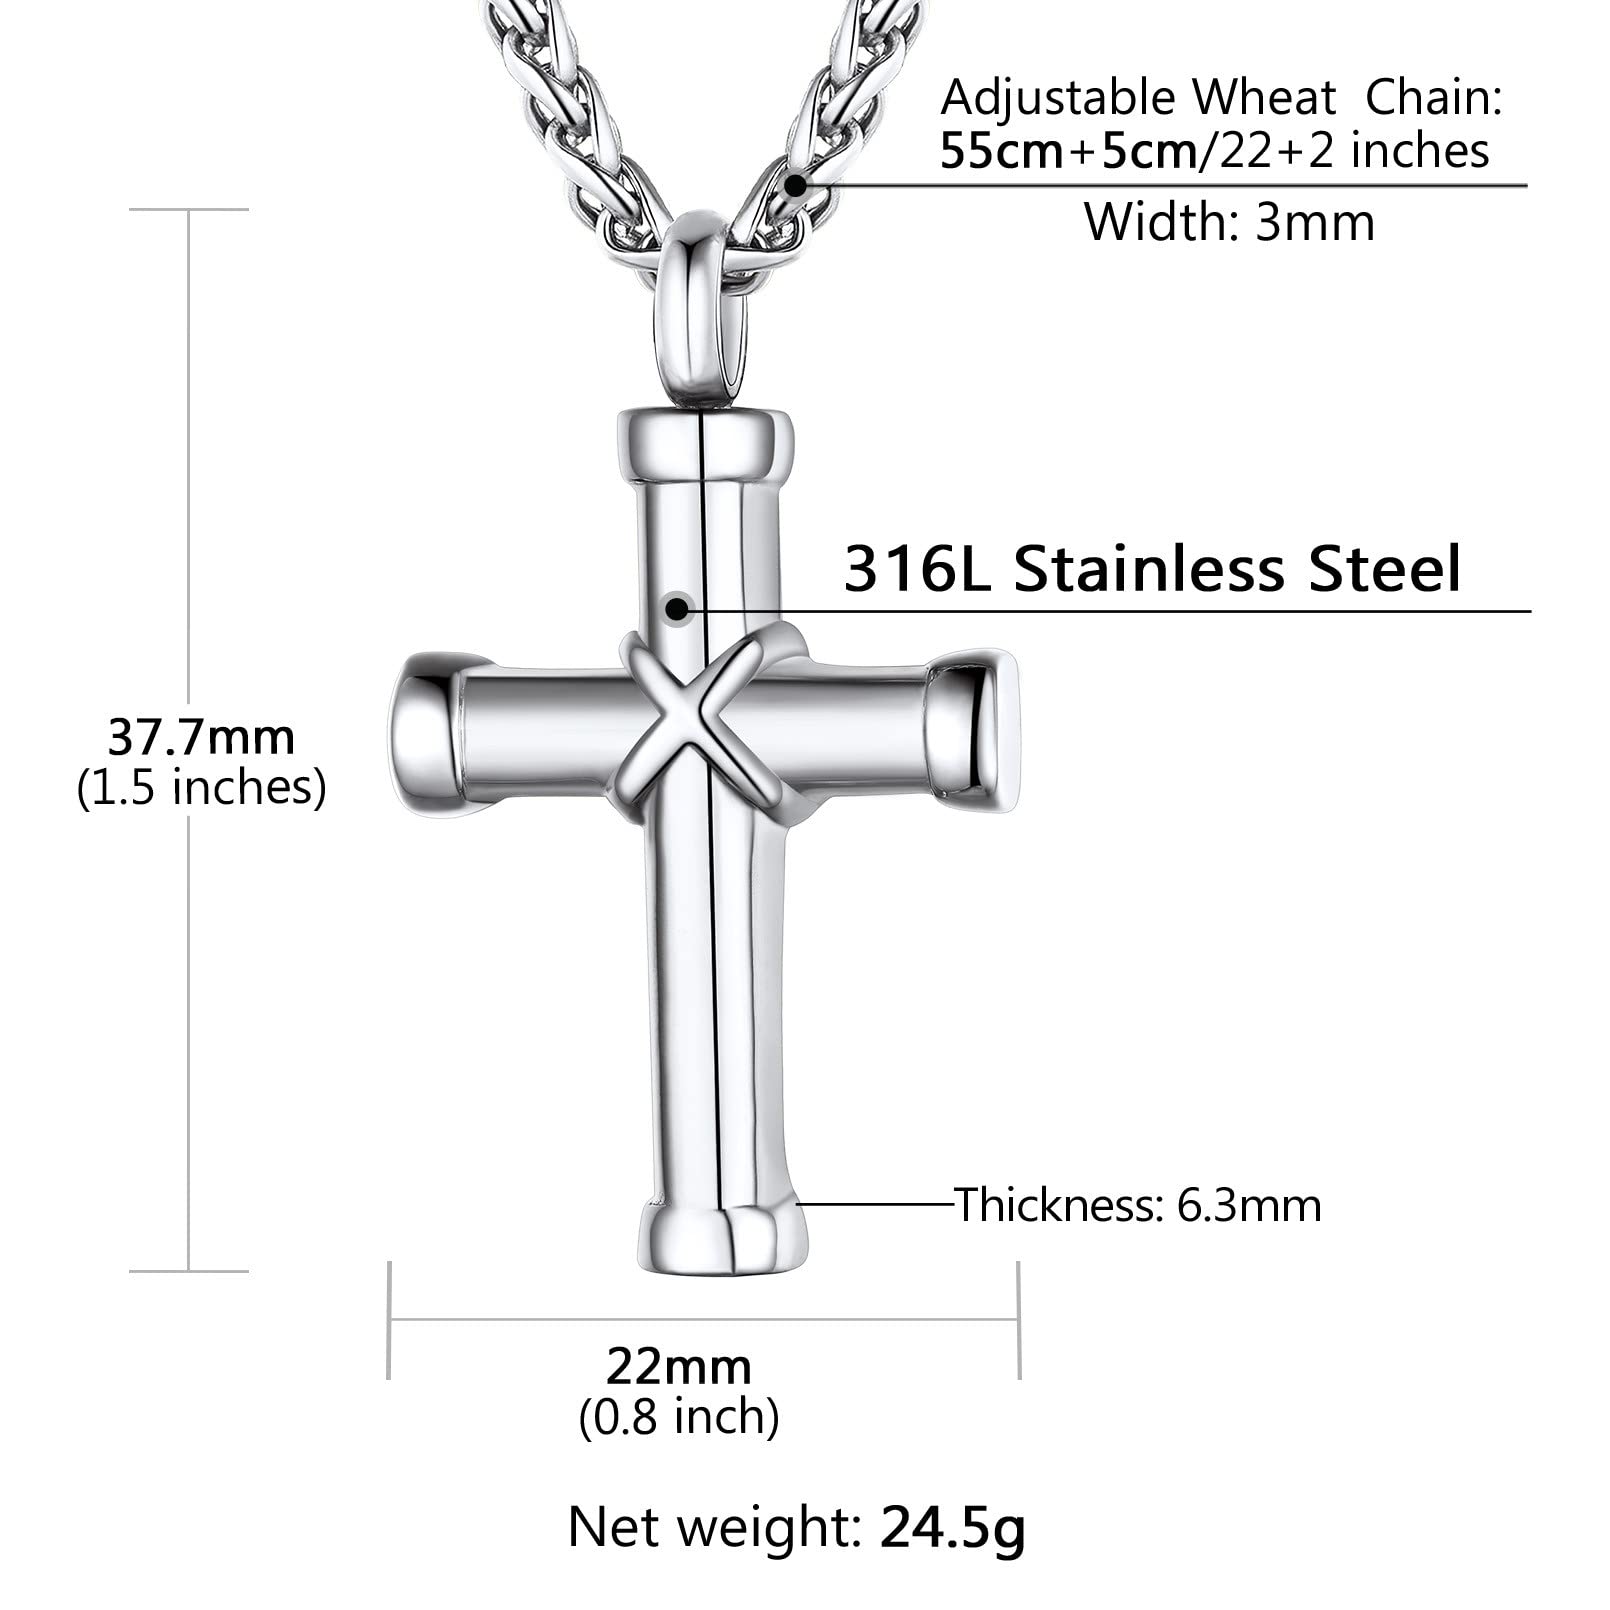 Adjustable Wheat Chain:
55cm+5cm/22+2 inches
Width: 3mm
316L Stainless Steel
37.7mm
(1.5 inches)
Thickness: 6.3mm
22mm
(0.8 inch)
Net weight: 24.5g